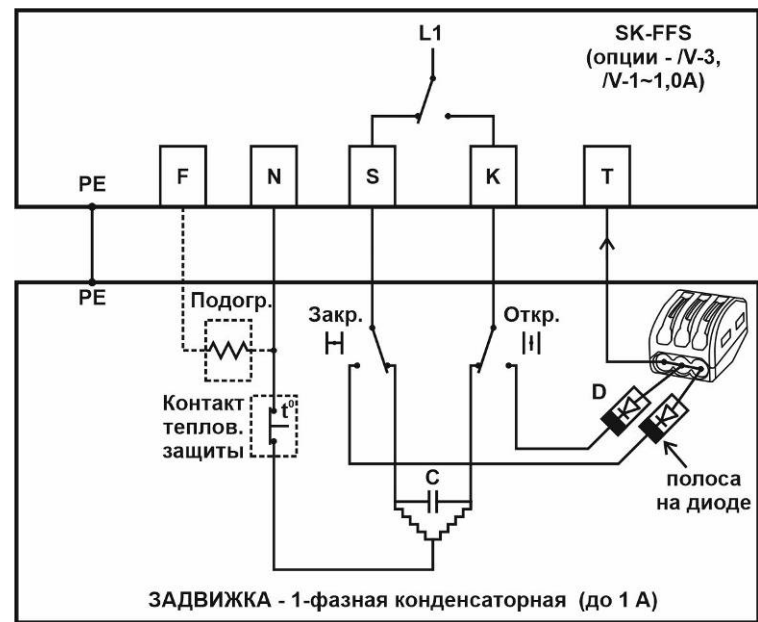 L1
SK-FFS
(опции - /V-3,
/V-1~1,0A)
PE
F
N
S
K
T
PE
Подогр.
Закр.
Откр.
Контакт
теплов.
защиты
t⁰
D
C
полоса
на диоде
ЗАДВИЖКА - 1-фазная конденсаторная (до 1 А)